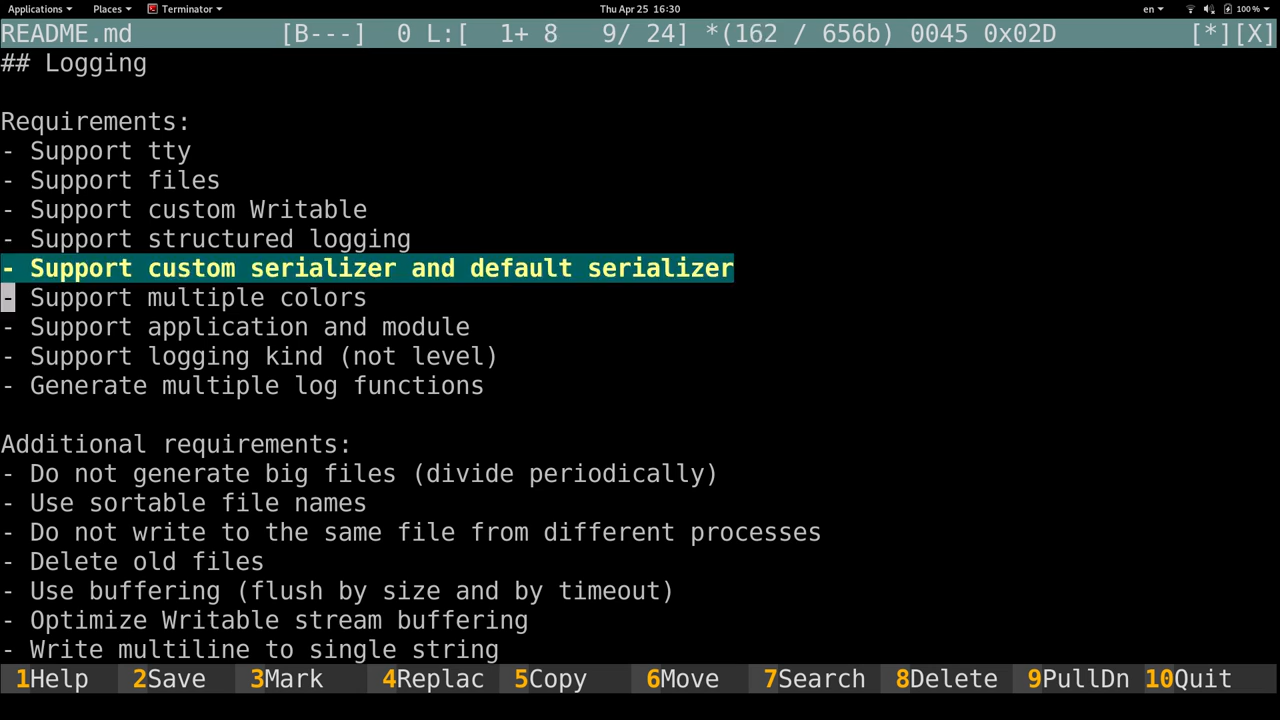 Applications Places Terminator Thu Apr 25 16:30 en 100 %
README.md [B---] 0 L:[ 1+ 8 9/ 24] *(162 / 656b) 0045 0x02D [*][X]
## Logging
Requirements:
- Support tty
- Support files
- Support custom Writable
- Support structured logging
- Support custom serializer and default serializer
- Support multiple colors
- Support application and module
- Support logging kind (not level)
- Generate multiple log functions
Additional requirements:
- Do not generate big files (divide periodically)
- Use sortable file names
- Do not write to the same file from different processes
- Delete old files
- Use buffering (flush by size and by timeout)
- Optimize Writable stream buffering
- Write multiline to single string
1Help 2Save 3Mark 4Replac 5Copy 6Move 7Search 8Delete 9PullDn 10Quit